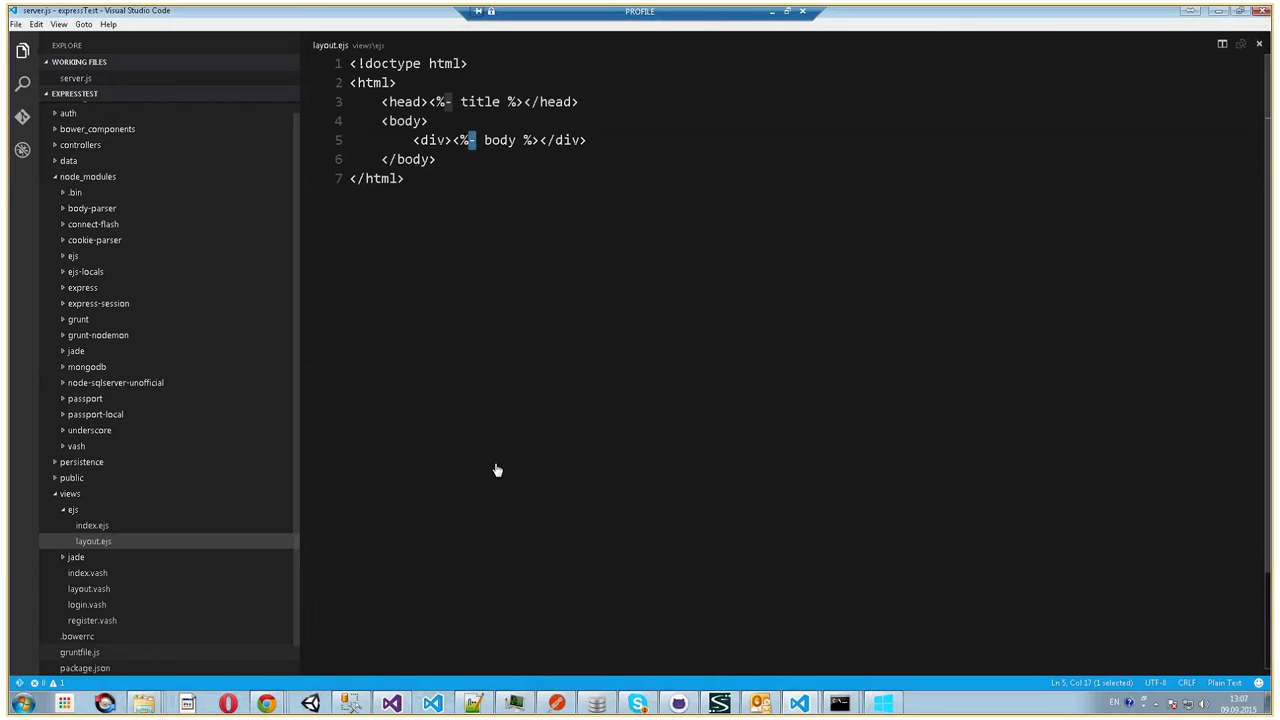 server.js - expressTest - Visual Studio Code
PROFILE
File Edit View Goto Help
EXPLORE
WORKING FILES
server.js
EXPRESSTEST
auth
bower_components
controllers
data
node_modules
.bin
body-parser
connect-flash
cookie-parser
ejs
ejs-locals
express
express-session
grunt
grunt-nodemon
jade
mongodb
node-sqlserver-unofficial
passport
passport-local
underscore
vash
persistence
public
views
ejs
index.ejs
layout.ejs
jade
index.vash
layout.vash
login.vash
register.vash
.bowerrc
gruntfile.js
package.json
layout.ejs views\ejs
1 <!doctype html>
2 <html>
3 <head><%- title %></head>
4 <body>
5 <div><%- body %></div>
6 </body>
7 </html>
0 1
Ln 5, Col 17 (1 selected) UTF-8 CRLF Plain Text
EN
13:07
09.09.2015